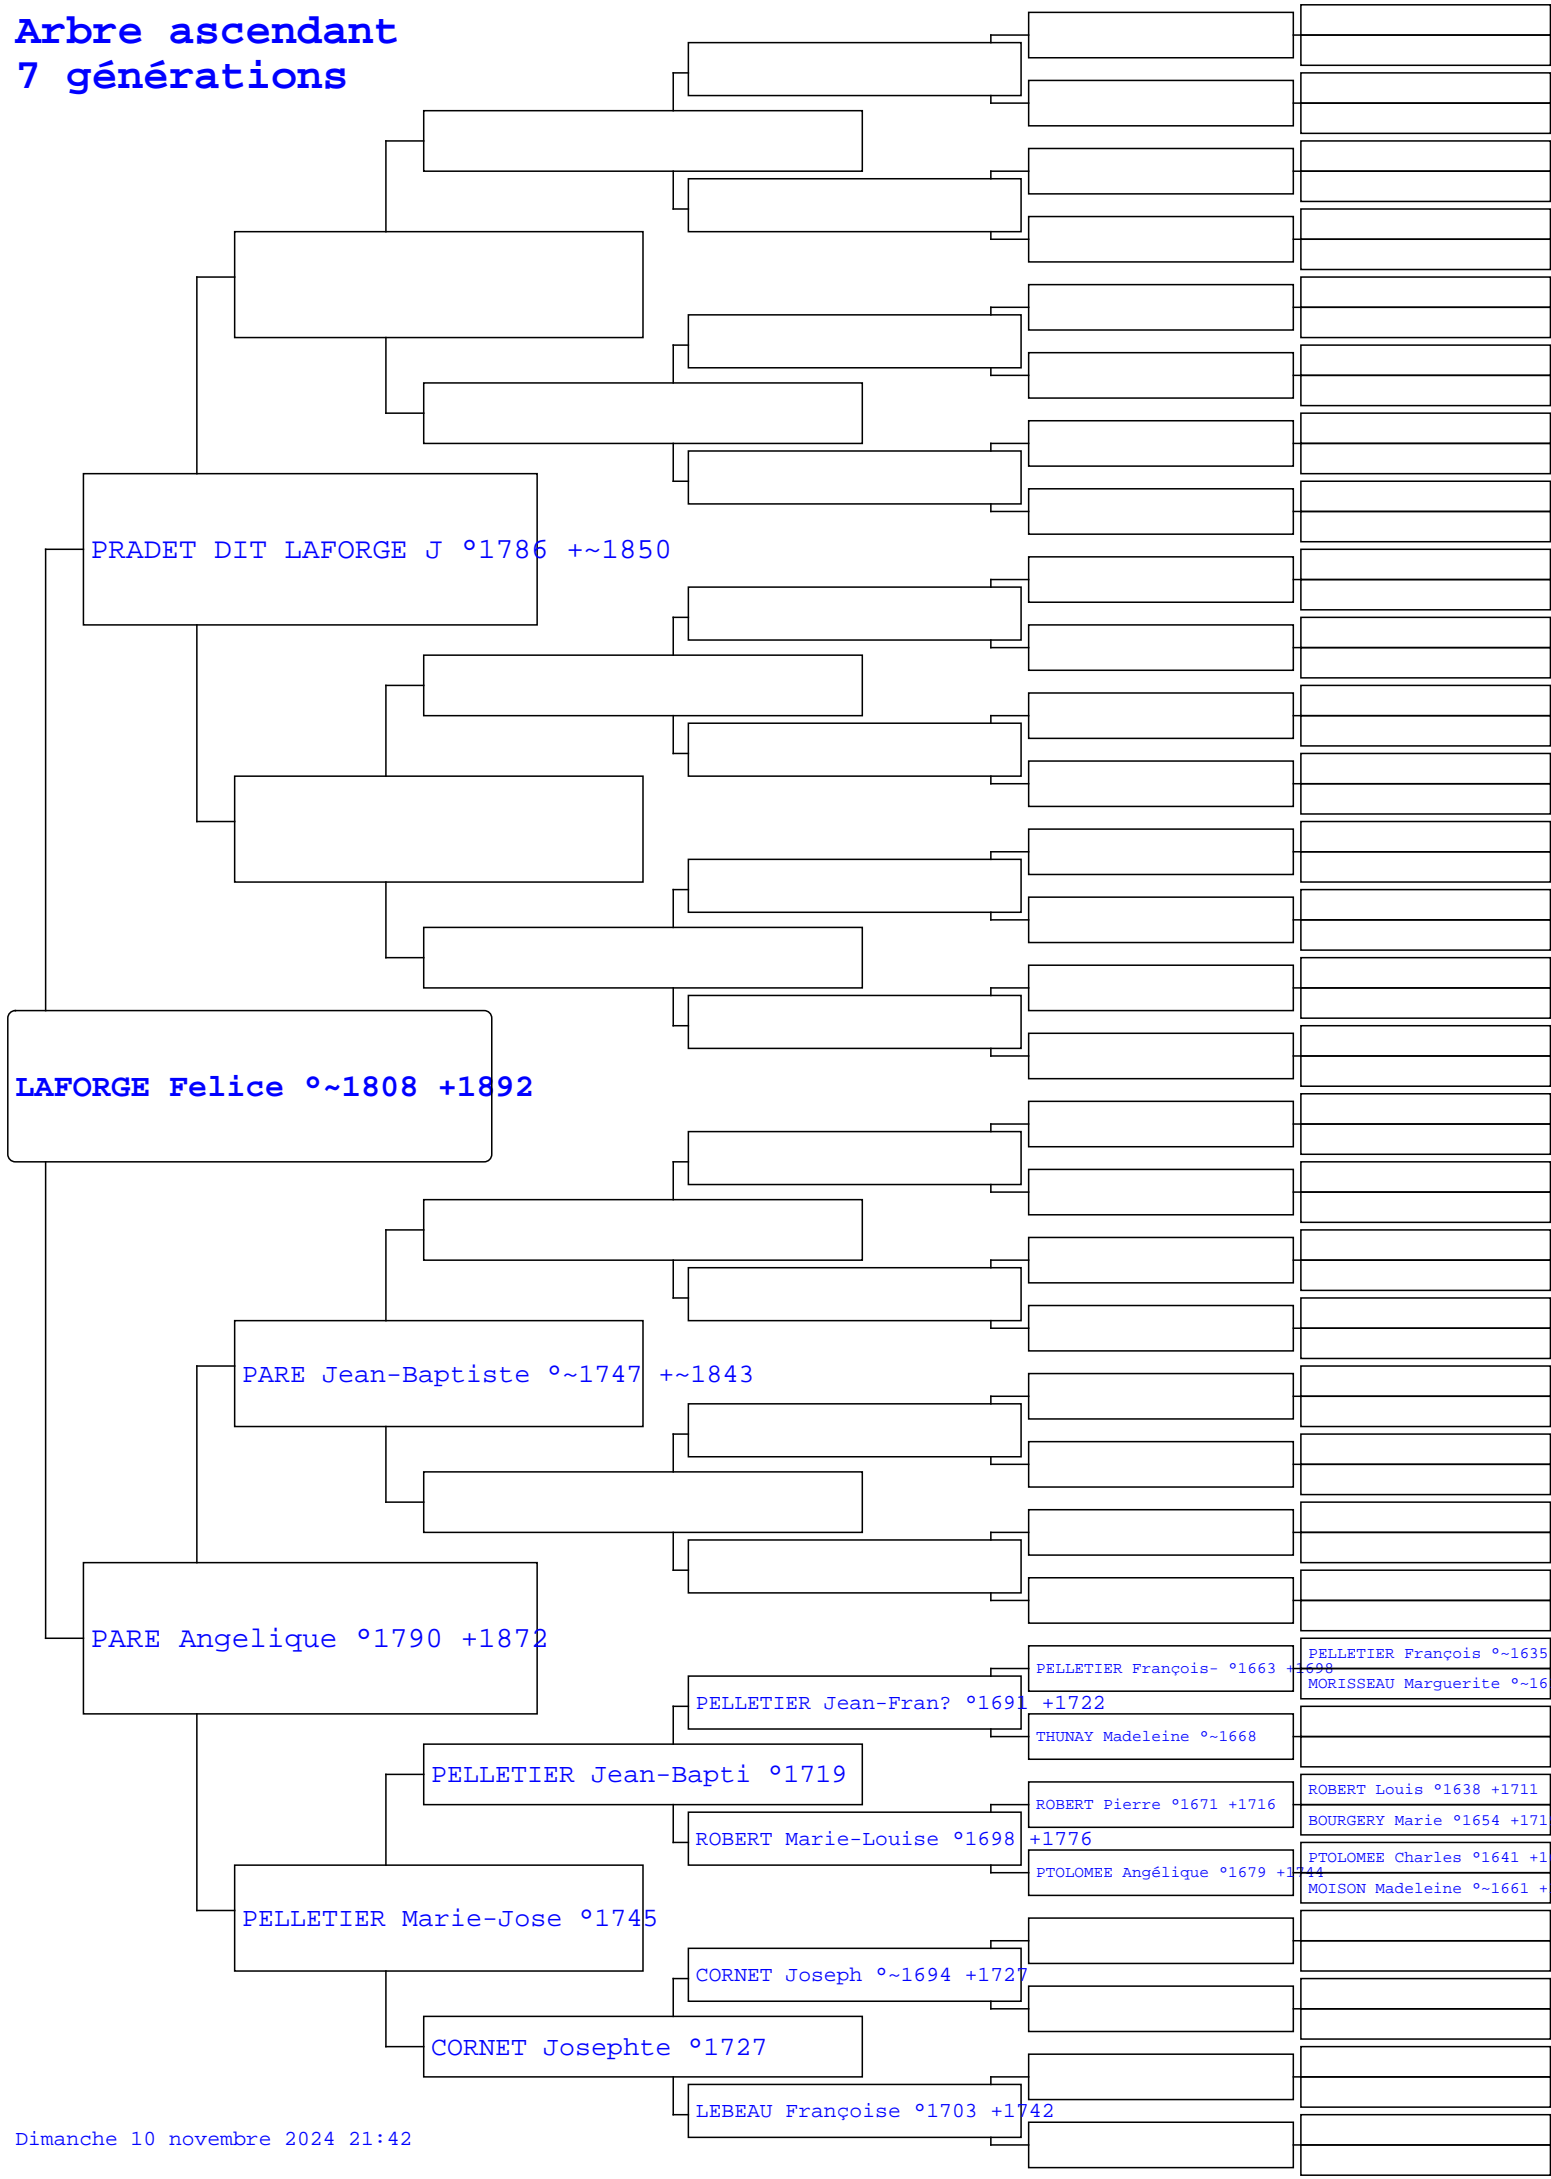 Arbre ascendant
7 générations
PRADET DIT LAFORGE J °1786 +~1850
LAFORGE Felice °~1808 +1892
PARE Jean-Baptiste °~1747 +~1843
PARE Angelique °1790 +1872
PELLETIER François °~1635
PELLETIER François- °1663 +1698
MORISSEAU Marguerite °~16
PELLETIER Jean-Fran? °1691 +1722
THUNAY Madeleine °~1668
PELLETIER Jean-Bapti °1719
ROBERT Louis °1638 +1711
ROBERT Pierre °1671 +1716
BOURGERY Marie °1654 +171
ROBERT Marie-Louise °1698 +1776
PTOLOMEE Charles °1641 +1
PTOLOMEE Angélique °1679 +1744
MOISON Madeleine °~1661 +
PELLETIER Marie-Jose °1745
CORNET Joseph °~1694 +1727
CORNET Josephte °1727
LEBEAU Françoise °1703 +1742
Dimanche 10 novembre 2024 21:42